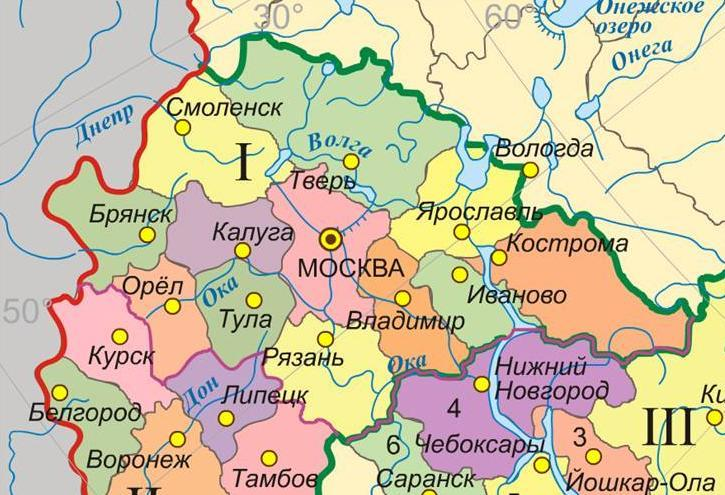 30°
60°
Онежское
озеро
Онега
Смоленск
Днепр
Волга
Вологда
I
Тверь
Брянск
Ярославль
Калуга
Кострома
МОСКВА
Орёл
Ока
Иваново
50°
Тула
Владимир
Курск
Рязань
Ока
Нижний
Новгород
Дон
Липецк
Ки
Белгород
4
III
6
Чебоксары
3
Воронеж
Тамбов
Саранск
Йошкар-Ола